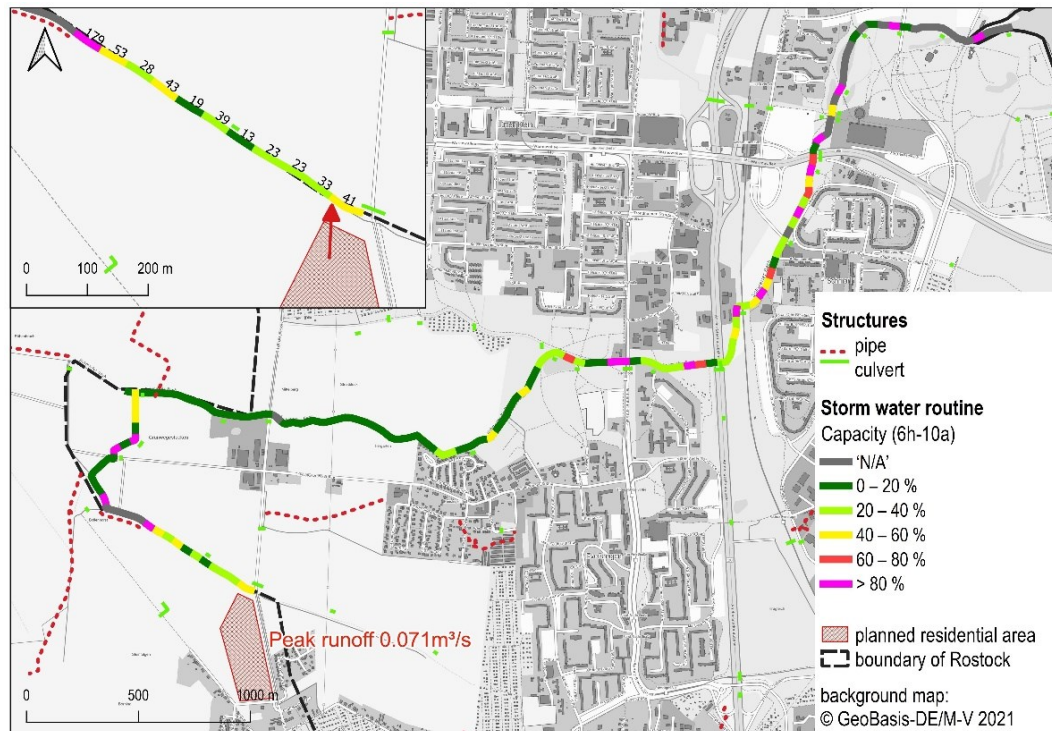 179
53
28
43
19
39
13
23
23
33
41
0 100 200 m
Peak runoff 0.071m³/s
0 500 1000 m
Structures
pipe
culvert
Storm water routine
Capacity (6h-10a)
'N/A'
0 – 20 %
20 – 40 %
40 – 60 %
60 – 80 %
> 80 %
planned residential area
boundary of Rostock
background map:
© GeoBasis-DE/M-V 2021